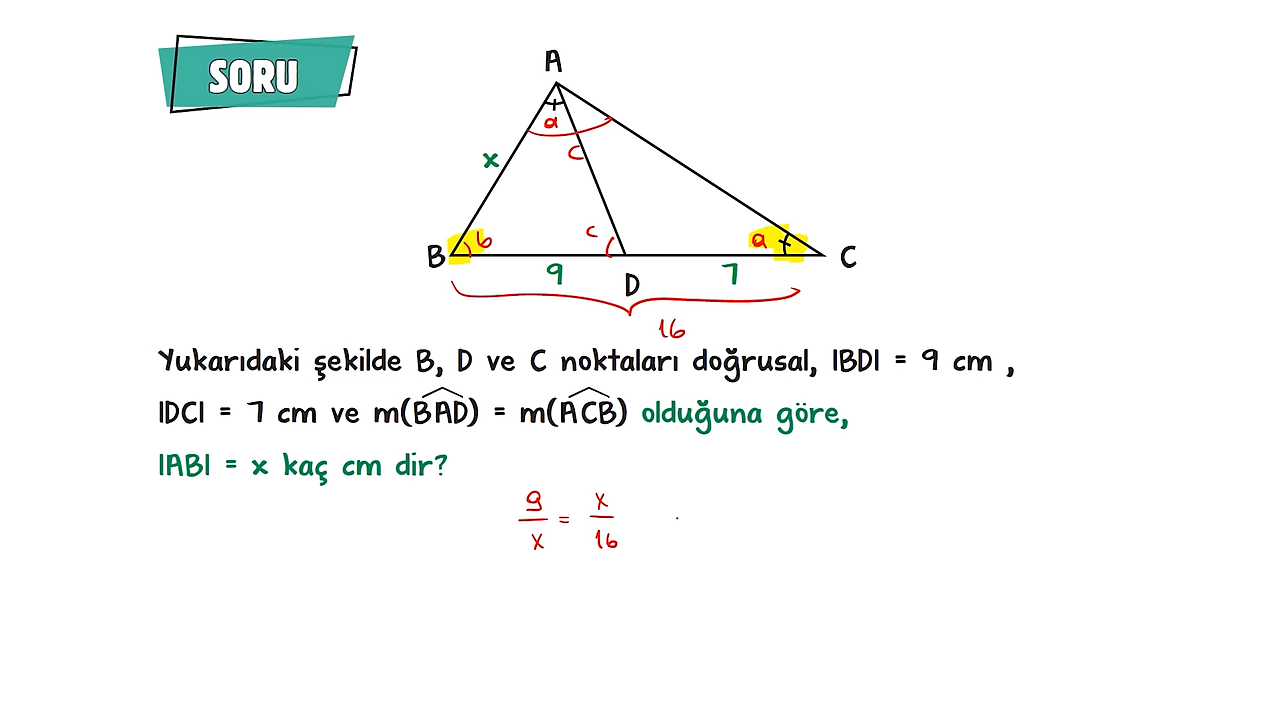 SORU
A
a
x
c
B
b
c
a
C
9
D
7
16
Yukarıdaki şekilde B, D ve C noktaları doğrusal, |BD| = 9 cm ,
|DC| = 7 cm ve m(BAD) = m(ACB) olduğuna göre,
|AB| = x kaç cm dir?
9/x = x/16